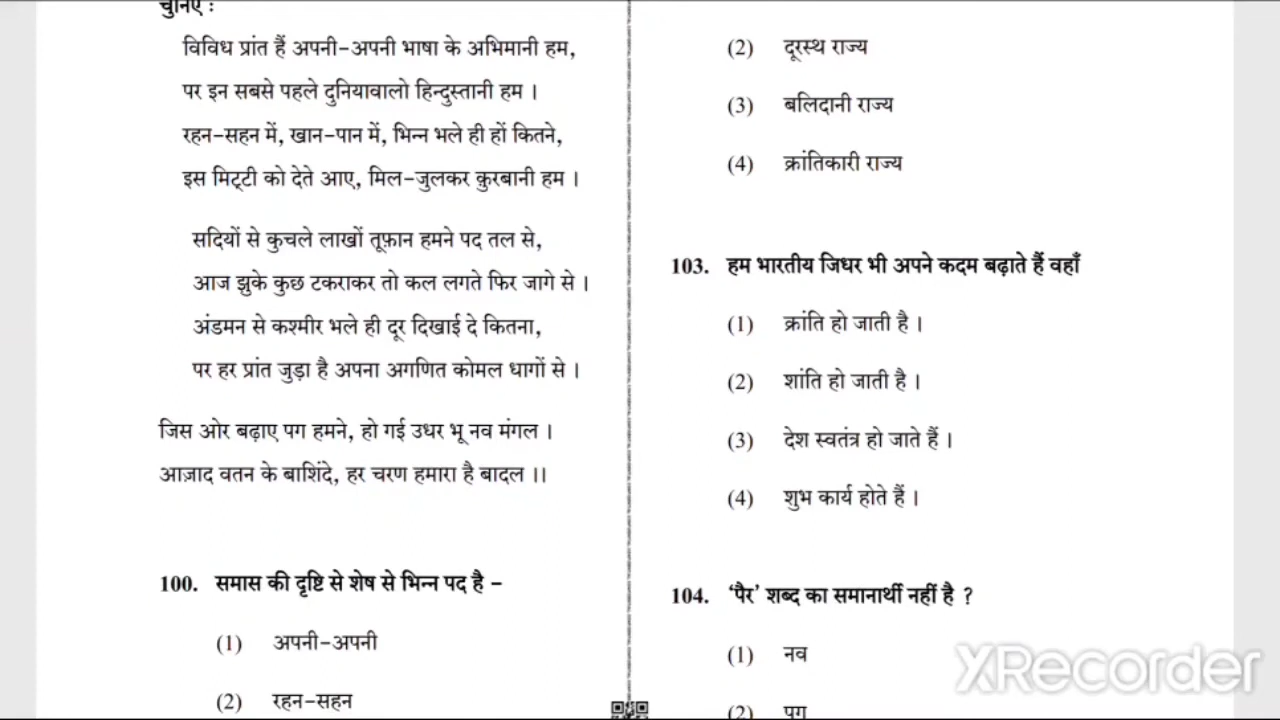 चुनिए :
विविध प्रांत हैं अपनी-अपनी भाषा के अभिमानी हम,
पर इन सबसे पहले दुनियावालो हिन्दुस्तानी हम ।
रहन-सहन में, खान-पान में, भिन्न भले ही हों कितने,
इस मिट्टी को देते आए, मिल-जुलकर क़ुरबानी हम ।
सदियों से कुचले लाखों तूफ़ान हमने पद तल से,
आज झुके कुछ टकराकर तो कल लगते फिर जागे से ।
अंडमन से कश्मीर भले ही दूर दिखाई दे कितना,
पर हर प्रांत जुड़ा है अपना अगणित कोमल धागों से ।
जिस ओर बढ़ाए पग हमने, हो गई उधर भू नव मंगल ।
आज़ाद वतन के बाशिंदे, हर चरण हमारा है बादल ।।
100. समास की दृष्टि से शेष से भिन्न पद है –
(1) अपनी-अपनी
(2) रहन-सहन
(2) दूरस्थ राज्य
(3) बलिदानी राज्य
(4) क्रांतिकारी राज्य
103. हम भारतीय जिधर भी अपने कदम बढ़ाते हैं वहाँ
(1) क्रांति हो जाती है ।
(2) शांति हो जाती है ।
(3) देश स्वतंत्र हो जाते हैं ।
(4) शुभ कार्य होते हैं ।
104. ‘पैर’ शब्द का समानार्थी नहीं है ?
(1) नव
(2) पग
XRecorder